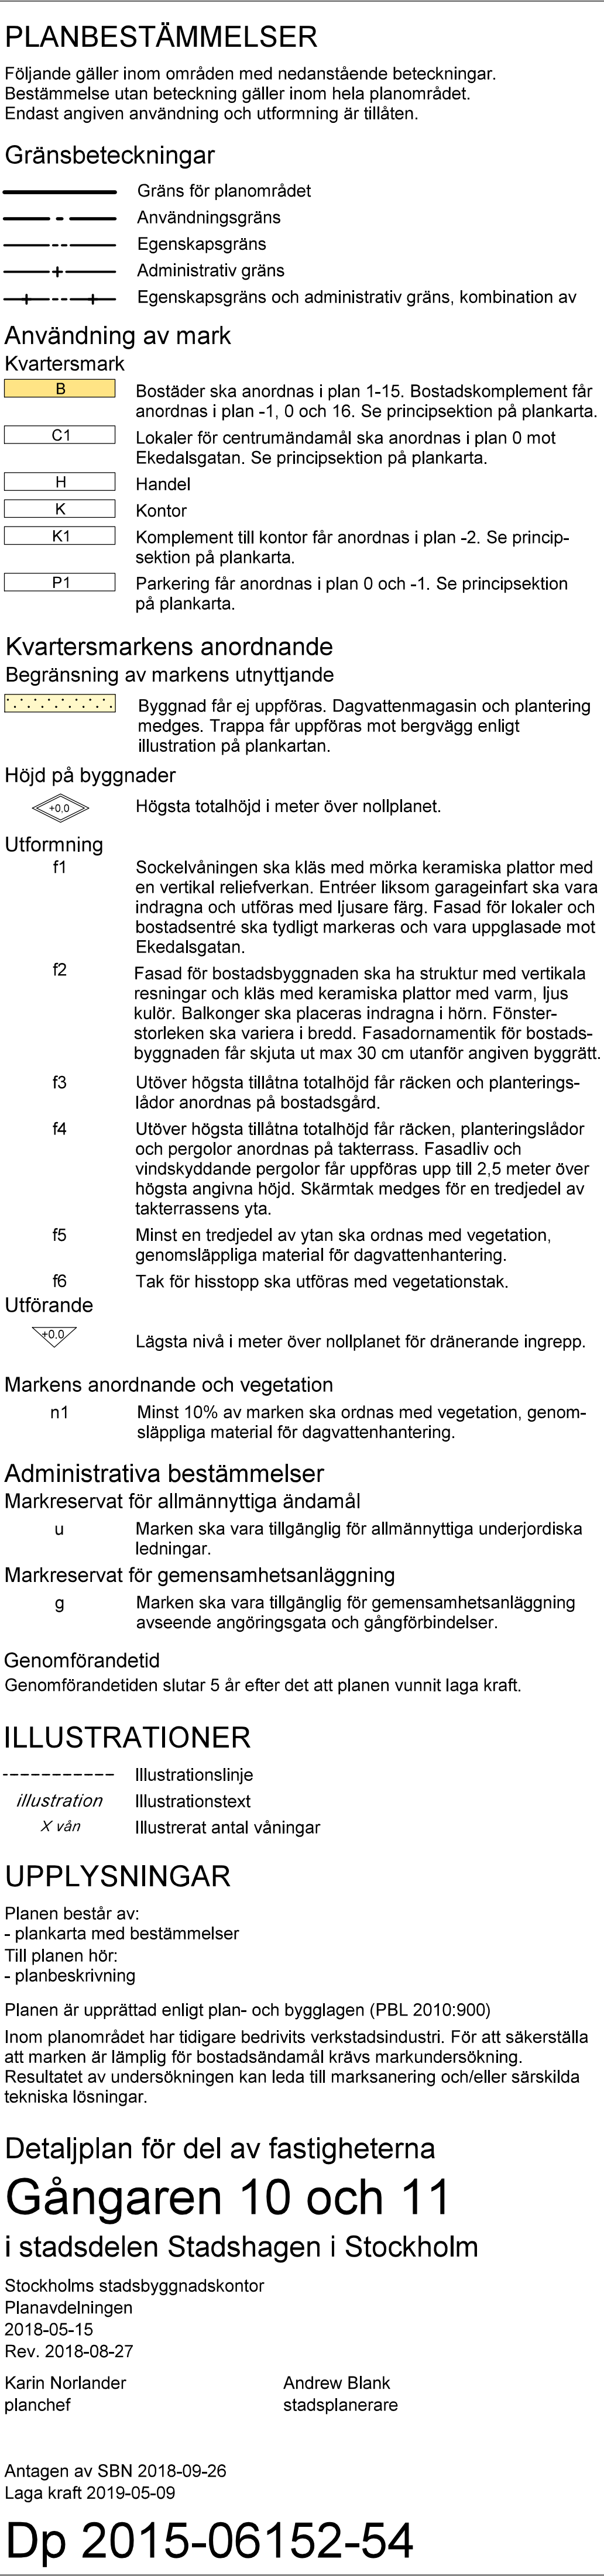 PLANBESTÄMMELSER
Följande gäller inom områden med nedanstående beteckningar.
Bestämmelse utan beteckning gäller inom hela planområdet.
Endast angiven användning och utformning är tillåten.
Gränsbeteckningar
Gräns för planområdet
Användningsgräns
Egenskapsgräns
Administrativ gräns
Egenskapsgräns och administrativ gräns, kombination av
Användning av mark
Kvartersmark
B Bostäder ska anordnas i plan 1-15. Bostadskomplement får
anordnas i plan -1, 0 och 16. Se principsektion på plankarta.
C1 Lokaler för centrumändamål ska anordnas i plan 0 mot
Ekedalsgatan. Se principsektion på plankarta.
H Handel
K Kontor
K1 Komplement till kontor får anordnas i plan -2. Se princip-
sektion på plankarta.
P1 Parkering får anordnas i plan 0 och -1. Se principsektion
på plankarta.
Kvartersmarkens anordnande
Begränsning av markens utnyttjande
Byggnad får ej uppföras. Dagvattenmagasin och plantering
medges. Trappa får uppföras mot bergvägg enligt
illustration på plankartan.
Höjd på byggnader
+0,0 Högsta totalhöjd i meter över nollplanet.
Utformning
f1 Sockelvåningen ska kläs med mörka keramiska plattor med
en vertikal reliefverkan. Entréer liksom garageinfart ska vara
indragna och utföras med ljusare färg. Fasad för lokaler och
bostadsentré ska tydligt markeras och vara uppglasade mot
Ekedalsgatan.
f2 Fasad för bostadsbyggnaden ska ha struktur med vertikala
resningar och kläs med keramiska plattor med varm, ljus
kulör. Balkonger ska placeras indragna i hörn. Fönster-
storleken ska variera i bredd. Fasadornamentik för bostads-
byggnaden får skjuta ut max 30 cm utanför angiven byggrätt.
f3 Utöver högsta tillåtna totalhöjd får räcken och planterings-
lådor anordnas på bostadsgård.
f4 Utöver högsta tillåtna totalhöjd får räcken, planteringslådor
och pergolor anordnas på takterrass. Fasadliv och
vindskyddande pergolor får uppföras upp till 2,5 meter över
högsta angivna höjd. Skärmtak medges för en tredjedel av
takterrassens yta.
f5 Minst en tredjedel av ytan ska ordnas med vegetation,
genomsläppliga material för dagvattenhantering.
f6 Tak för hisstopp ska utföras med vegetationstak.
Utförande
+0,0 Lägsta nivå i meter över nollplanet för dränerande ingrepp.
Markens anordnande och vegetation
n1 Minst 10% av marken ska ordnas med vegetation, genom-
släppliga material för dagvattenhantering.
Administrativa bestämmelser
Markreservat för allmännyttiga ändamål
u Marken ska vara tillgänglig för allmännyttiga underjordiska
ledningar.
Markreservat för gemensamhetsanläggning
g Marken ska vara tillgänglig för gemensamhetsanläggning
avseende angöringsgata och gångförbindelser.
Genomförandetid
Genomförandetiden slutar 5 år efter det att planen vunnit laga kraft.
ILLUSTRATIONER
Illustrationslinje
illustration Illustrationstext
X vån Illustrerat antal våningar
UPPLYSNINGAR
Planen består av:
- plankarta med bestämmelser
Till planen hör:
- planbeskrivning
Planen är upprättad enligt plan- och bygglagen (PBL 2010:900)
Inom planområdet har tidigare bedrivits verkstadsindustri. För att säkerställa
att marken är lämplig för bostadsändamål krävs markundersökning.
Resultatet av undersökningen kan leda till marksanering och/eller särskilda
tekniska lösningar.
Detaljplan för del av fastigheterna
Gångaren 10 och 11
i stadsdelen Stadshagen i Stockholm
Stockholms stadsbyggnadskontor
Planavdelningen
2018-05-15
Rev. 2018-08-27
Karin Norlander Andrew Blank
planchef stadsplanerare
Antagen av SBN 2018-09-26
Laga kraft 2019-05-09
Dp 2015-06152-54